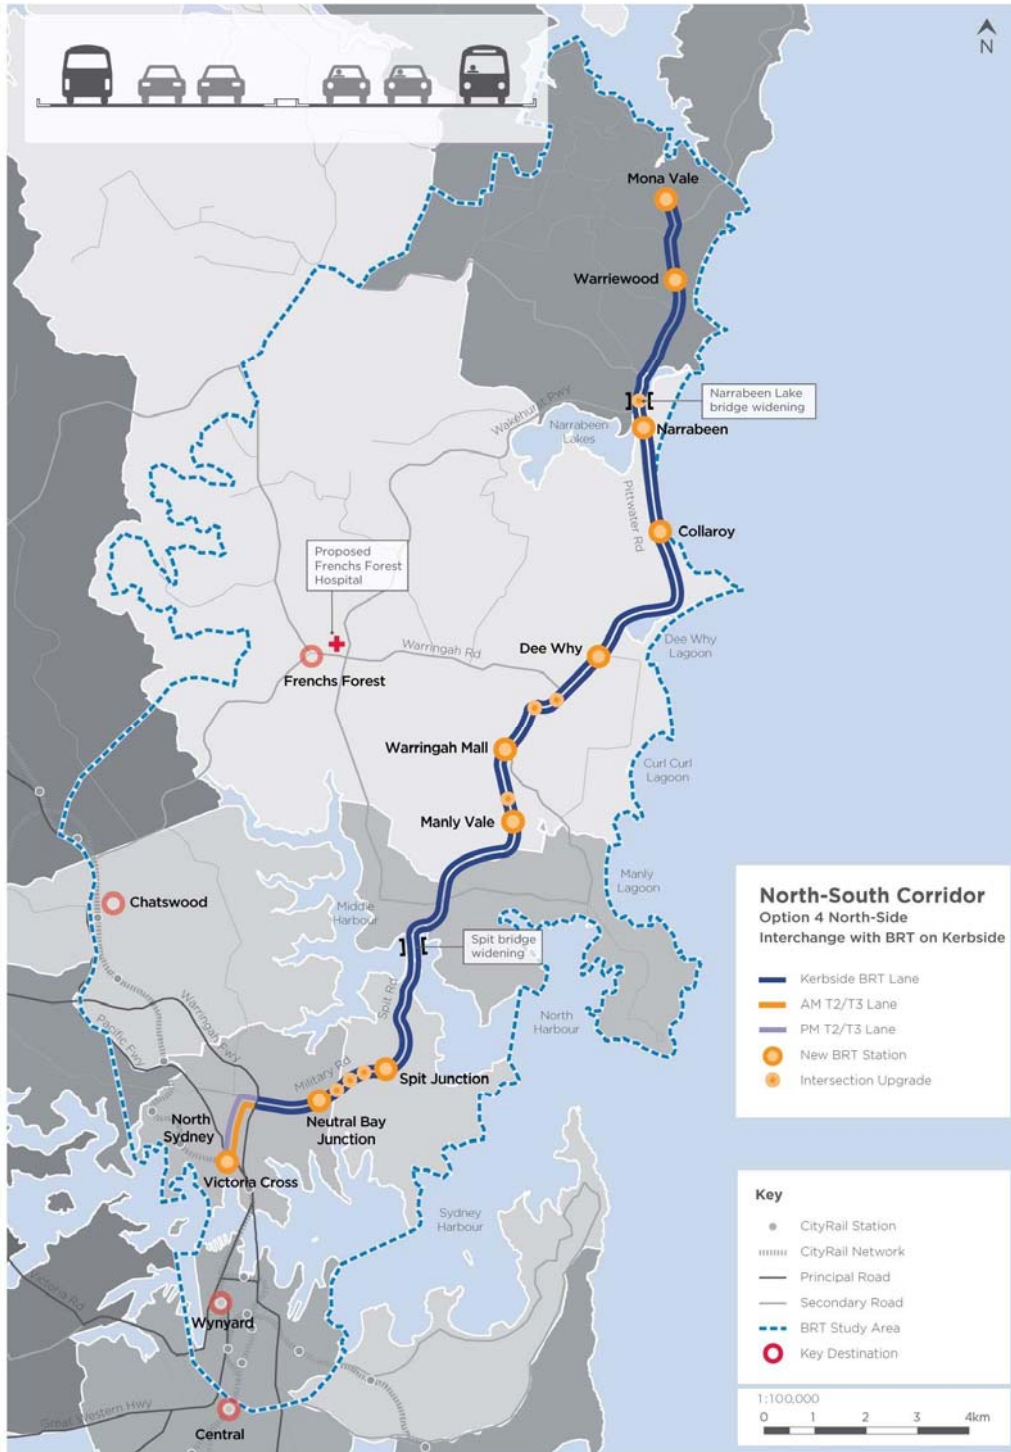 N
Mona Vale
Warriewood
Narrabeen Lake
bridge widening
Wakehurst Pwy
Narrabeen
Lakes
Narrabeen
Pittwater Rd
Collaroy
Proposed
Frenchs Forest
Hospital
Warringah Rd
Dee Why
Dee Why
Lagoon
Frenchs Forest
Warringah Mall
Curl Curl
Lagoon
Manly Vale
Manly
Lagoon
Chatswood
Middle
Harbour
Spit bridge
widening
Spit Rd
North
Harbour
Warringah Fwy
Pacific Fwy
Military Rd
Spit Junction
North
Sydney
Neutral Bay
Junction
Victoria Cross
Sydney
Harbour
Victoria Rd
Wynyard
Great Western Hwy
Central
North-South Corridor
Option 4 North-Side
Interchange with BRT on Kerbside
Kerbside BRT Lane
AM T2/T3 Lane
PM T2/T3 Lane
New BRT Station
Intersection Upgrade
Key
CityRail Station
CityRail Network
Principal Road
Secondary Road
BRT Study Area
Key Destination
1:100,000
0 1 2 3 4km